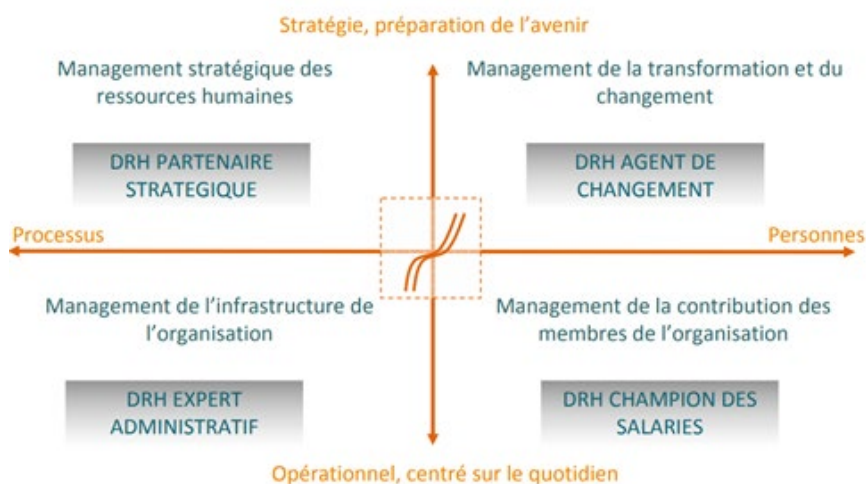 Stratégie, préparation de l'avenir
Management stratégique des
ressources humaines
Management de la transformation et du
changement
DRH PARTENAIRE
STRATEGIQUE
DRH AGENT DE
CHANGEMENT
Processus
Personnes
Management de l'infrastructure de
l'organisation
Management de la contribution des
membres de l'organisation
DRH EXPERT
ADMINISTRATIF
DRH CHAMPION DES
SALARIES
Opérationnel, centré sur le quotidien